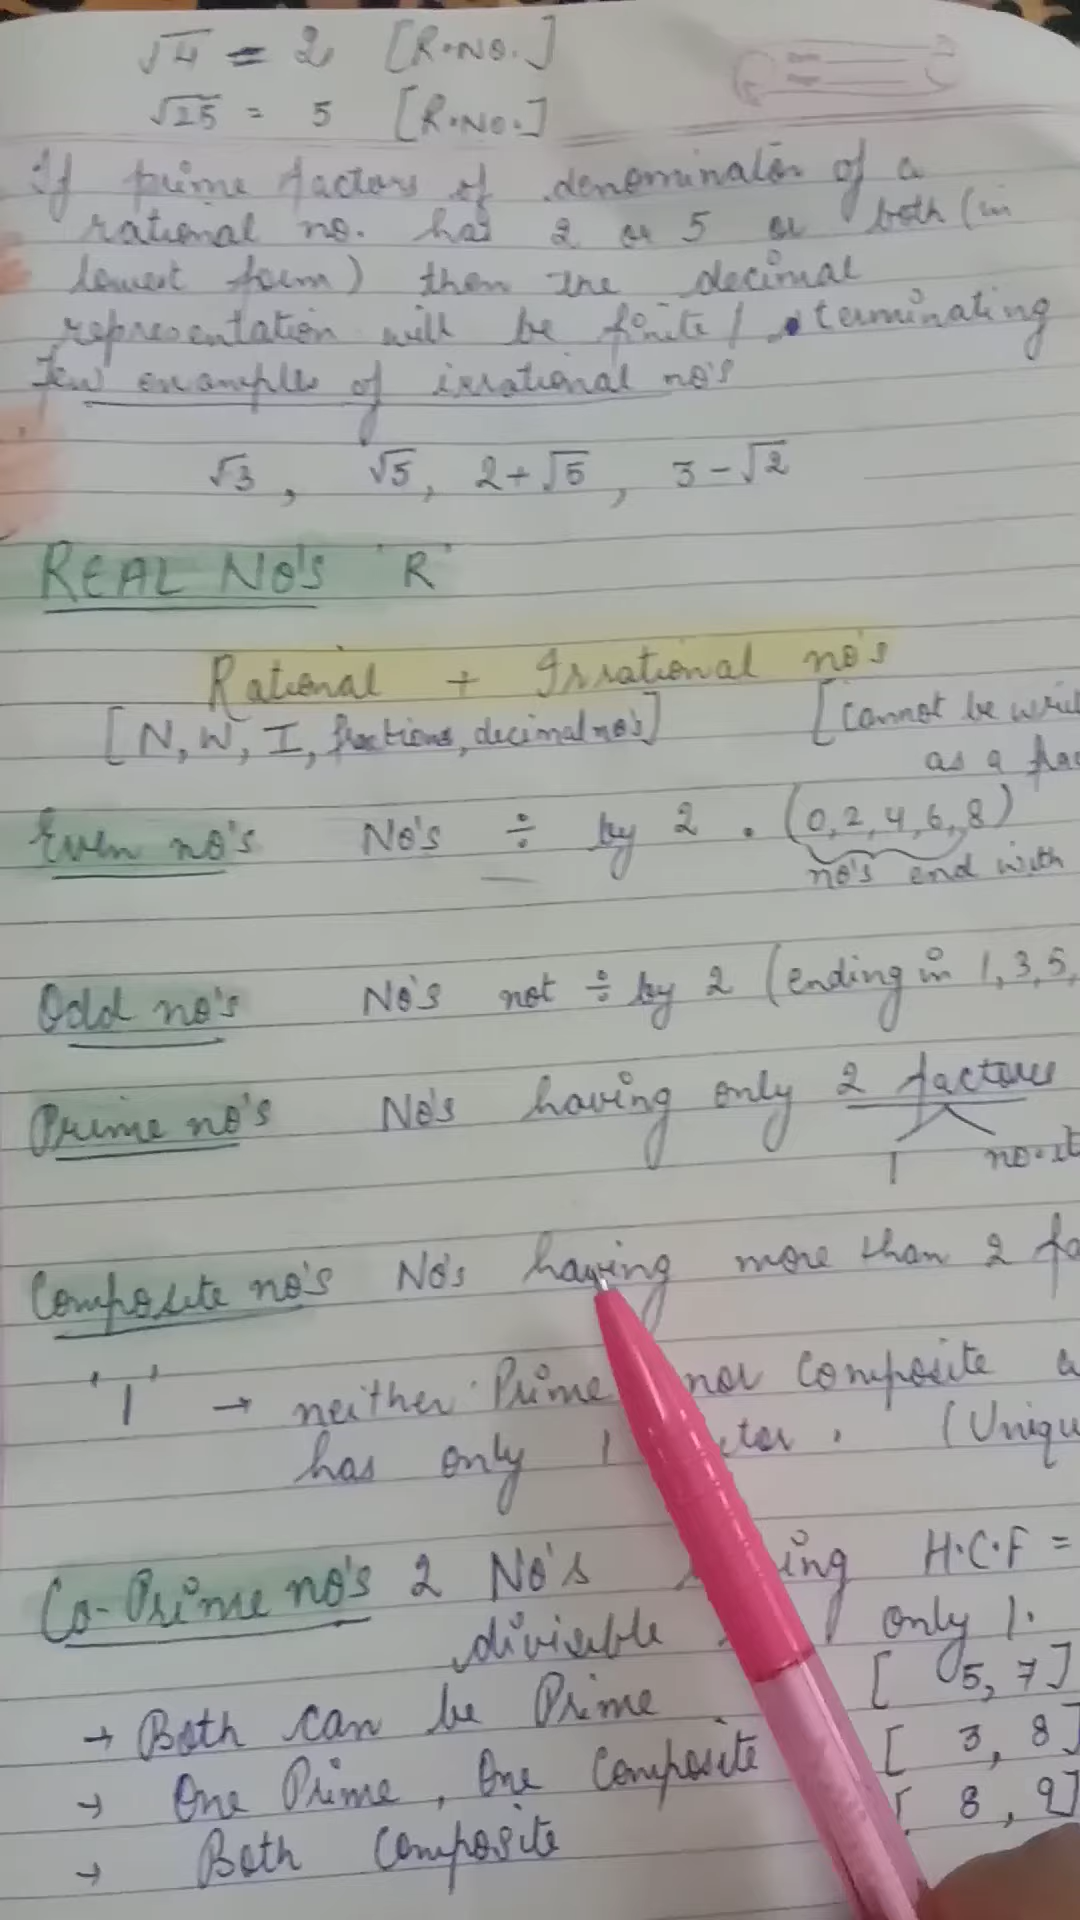 √4 = 2 [R.NO.]
√25 = 5 [R.NO.]
If prime factors of denominator of a
rational no. has 2 or 5 or both (in
lowest form) then the decimal
representation will be finite / terminating
Few examples of irrational no's
√3, √5, 2+√5, 3-√2
REAL NO'S 'R'
Rational + Irrational no's
[N, W, I, fractions, decimal no's] [Cannot be
as a
Even no's No's ÷ by 2. (0,2,4,6,8)
no's end with
Odd no's No's not ÷ by 2 (ending in 1,3,5,
Prime no's No's having only 2 factors
1 no.
Composite no's No's having more than 2
'1' → neither Prime nor composite
has only 1
Co-Prime no's 2 No's H.C.F =
divisible only 1.
→ Both can be Prime [5, 7]
→ One Prime, One composite [3, 8]
→ Both composite [8, 9]